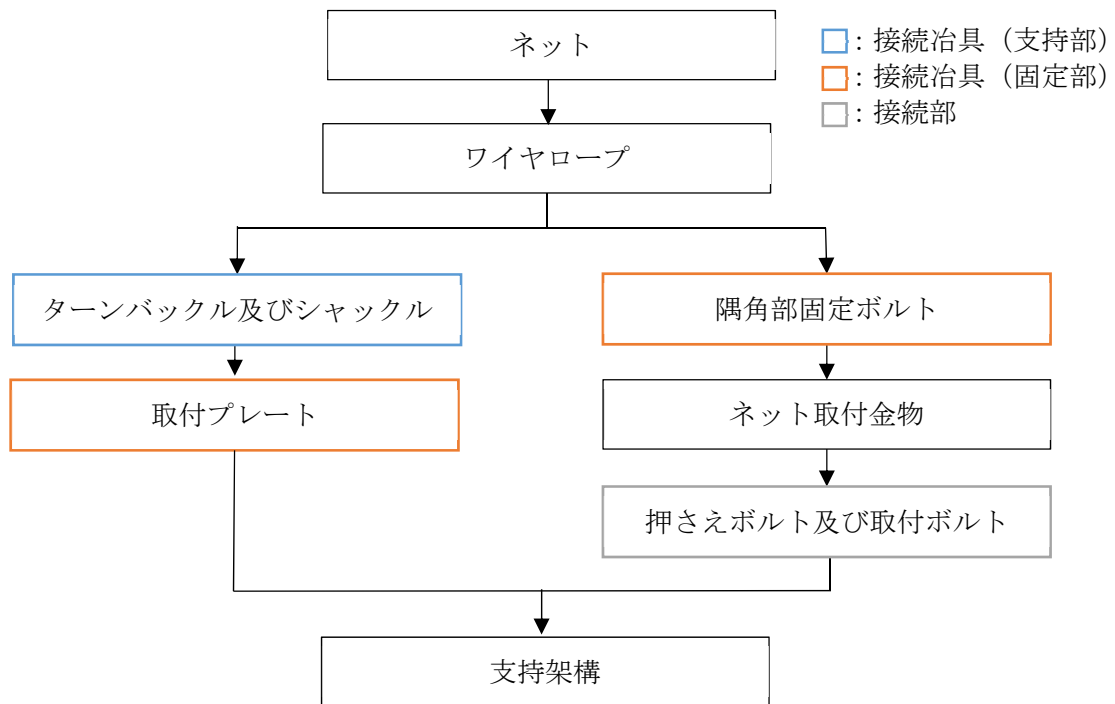 ネット
：接続冶具（支持部）
：接続冶具（固定部）
：接続部
ワイヤロープ
ターンバックル及びシャックル
隅角部固定ボルト
取付プレート
ネット取付金物
押さえボルト及び取付ボルト
支持架構